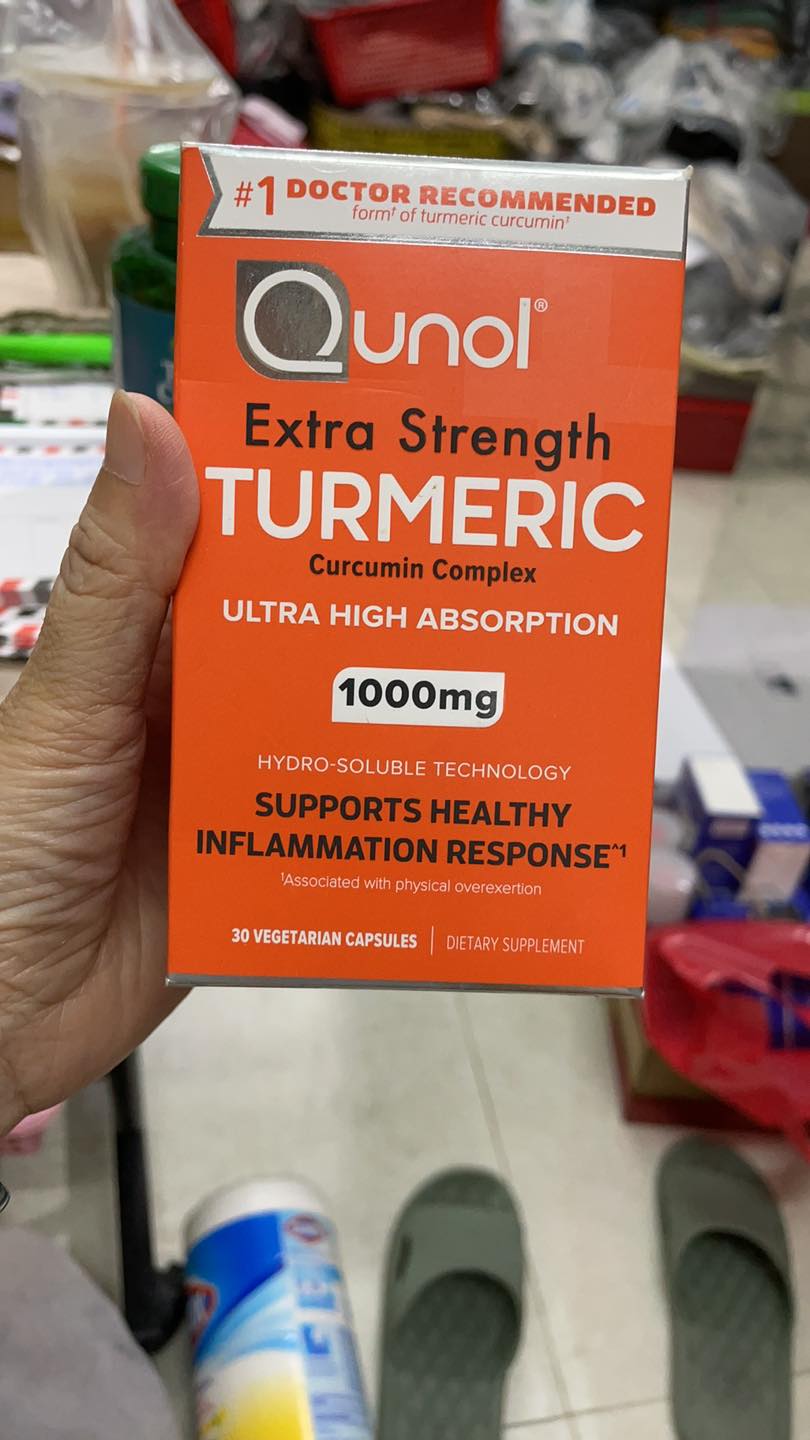 #1 DOCTOR RECOMMENDED
form† of turmeric curcumin‡
Qunol®
Extra Strength
TURMERIC
Curcumin Complex
ULTRA HIGH ABSORPTION
1000mg
HYDRO-SOLUBLE TECHNOLOGY
SUPPORTS HEALTHY
INFLAMMATION RESPONSE^1
†Associated with physical overexertion
30 VEGETARIAN CAPSULES | DIETARY SUPPLEMENT